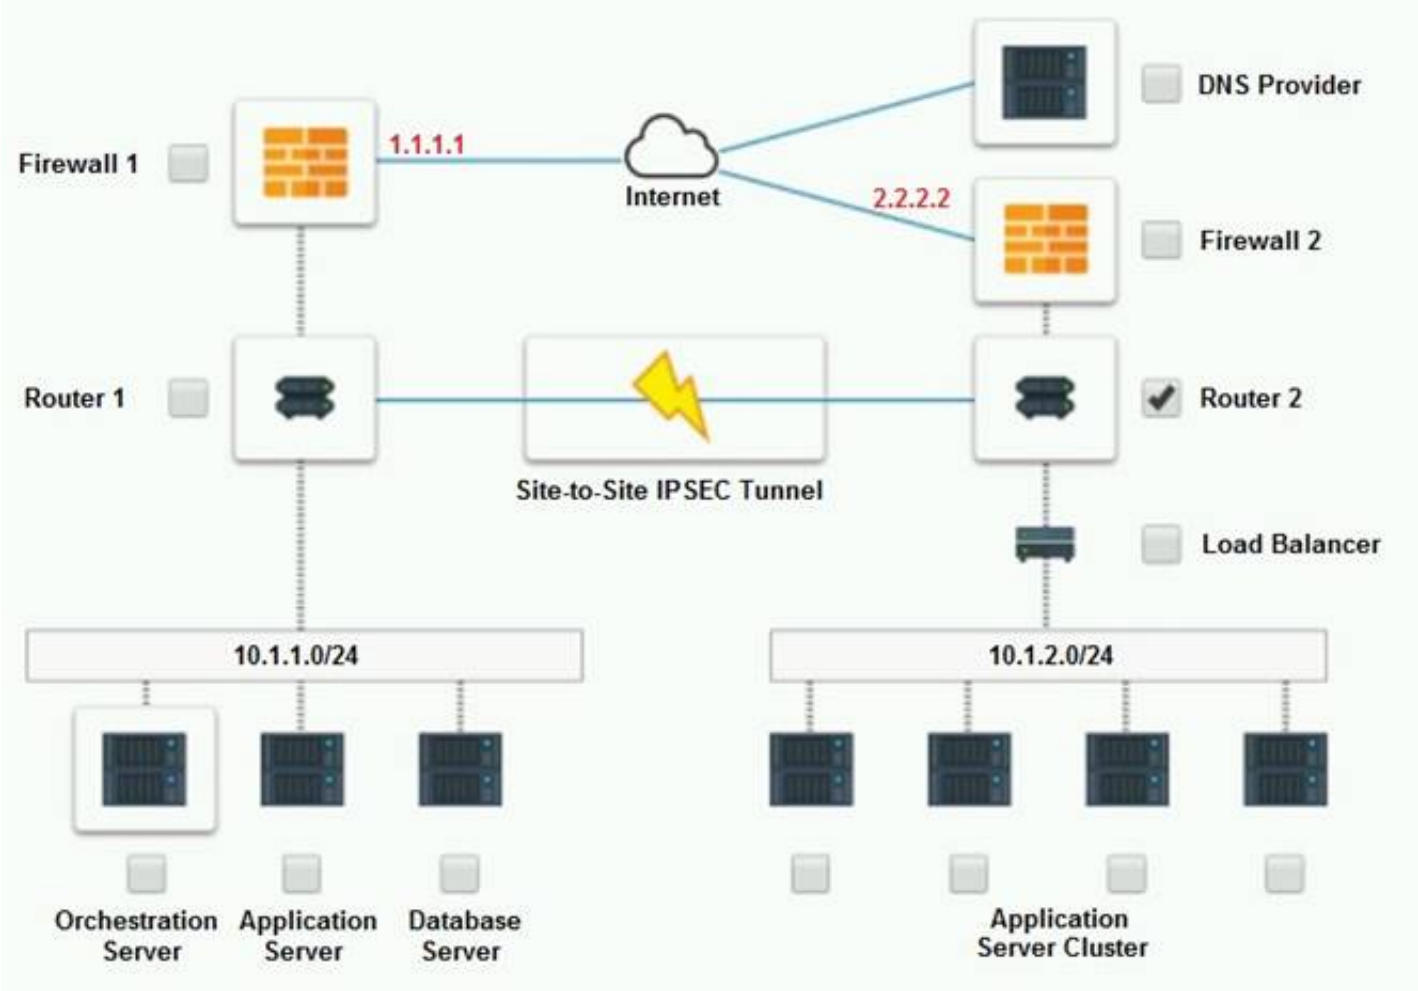 DNS Provider
Firewall 1
1.1.1.1
Internet
2.2.2.2
Firewall 2
Router 1
Router 2
Site-to-Site IPSEC Tunnel
Load Balancer
10.1.1.0/24
10.1.2.0/24
Orchestration
Server
Application
Server
Database
Server
Application
Server Cluster